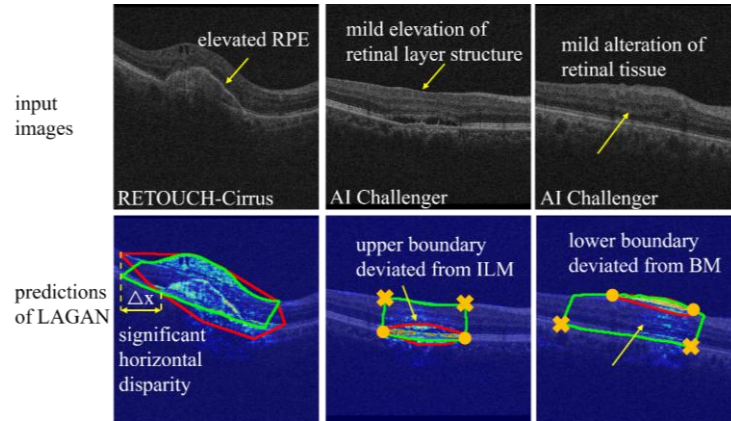 input
images
elevated RPE
RETOUCH-Cirrus
mild elevation of
retinal layer structure
AI Challenger
mild alteration of
retinal tissue
AI Challenger
predictions
of LAGAN
△x
significant
horizontal
disparity
upper boundary
deviated from ILM
lower boundary
deviated from BM